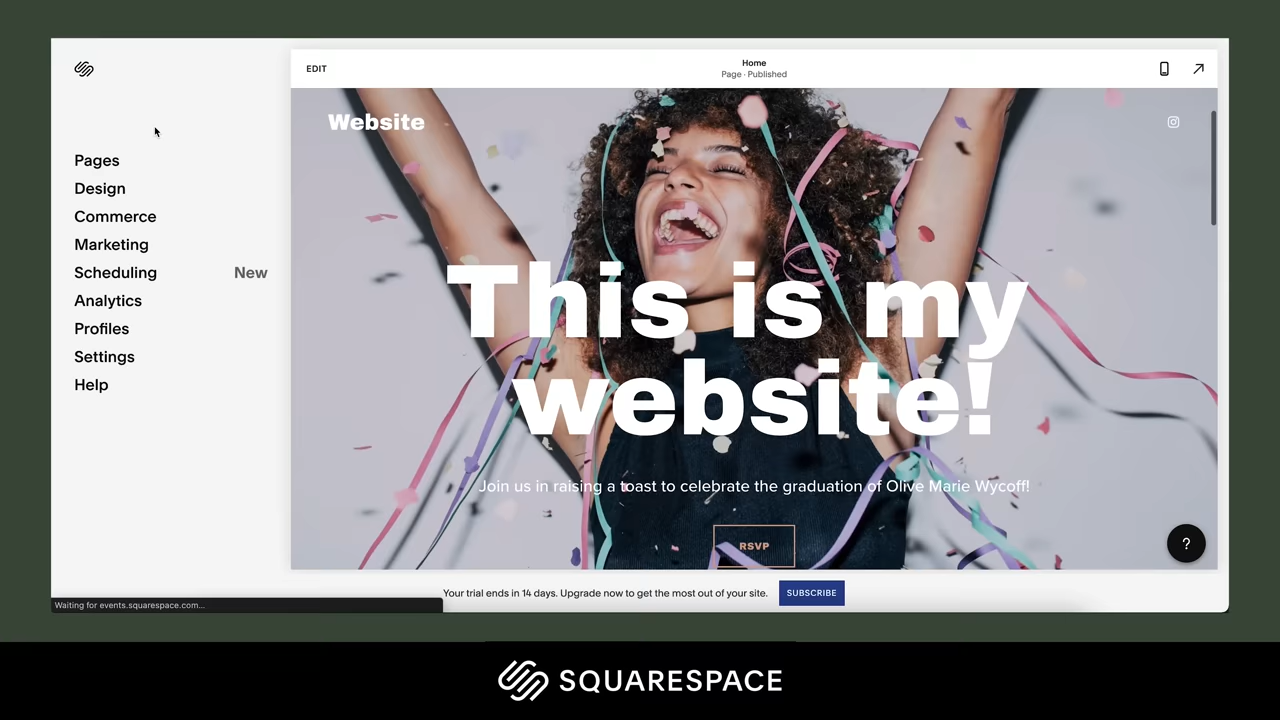 EDIT
Home
Page · Published
Website
Pages
Design
Commerce
Marketing
Scheduling New
Analytics
Profiles
Settings
Help
This is my
website!
Join us in raising a toast to celebrate the graduation of Olive Marie Wycoff!
RSVP
?
Your trial ends in 14 days. Upgrade now to get the most out of your site. SUBSCRIBE
Waiting for events.squarespace.com...
SQUARESPACE